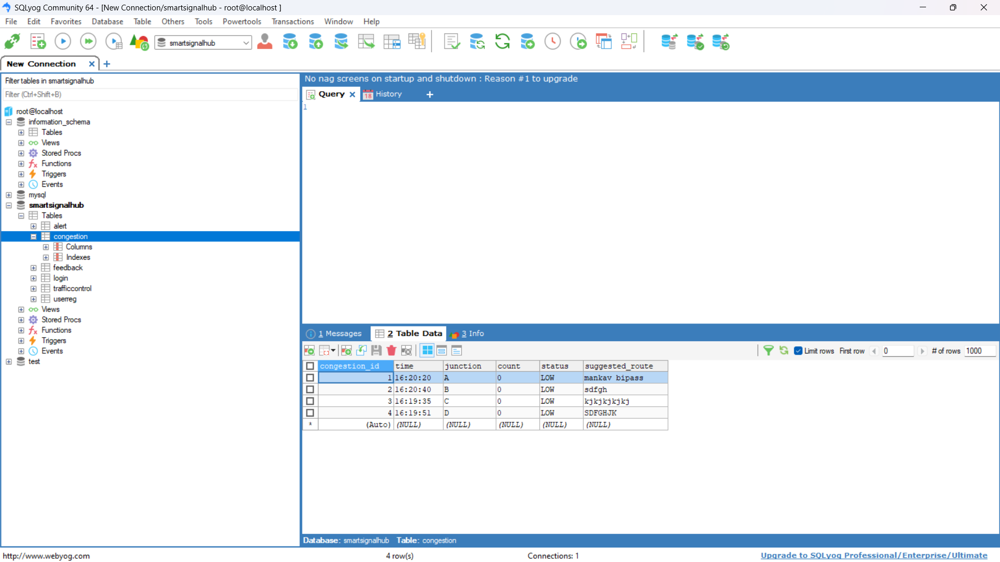 SQLyog Community 64 - [New Connection/smartsignalhub - root@localhost ]
File Edit Favorites Database Table Others Tools Powertools Transactions Window Help
smartsignalhub
New Connection
Filter tables in smartsignalhub
Filter (Ctrl+Shift+B)
root@localhost
information_schema
Tables
Views
Stored Procs
Functions
Triggers
Events
mysql
smartsignalhub
Tables
alert
congestion
Columns
Indexes
feedback
login
trafficcontrol
userreg
Views
Stored Procs
Functions
Triggers
Events
test
No nag screens on startup and shutdown : Reason #1 to upgrade
Query 18 History
1
1 Messages 2 Table Data 3 Info
Limit rows First row 0 # of rows 1000
congestion_id time junction count status suggested_route
1 16:20:20 A 0 LOW mankav bipass
2 16:20:40 B 0 LOW sdfgh
3 16:19:35 C 0 LOW kjkjkjkjkj
4 16:19:51 D 0 LOW SDFGHJK
* (Auto) (NULL) (NULL) (NULL) (NULL) (NULL)
Database: smartsignalhub Table: congestion
http://www.webyog.com 4 row(s) Connections: 1 Upgrade to SQLyog Professional/Enterprise/Ultimate